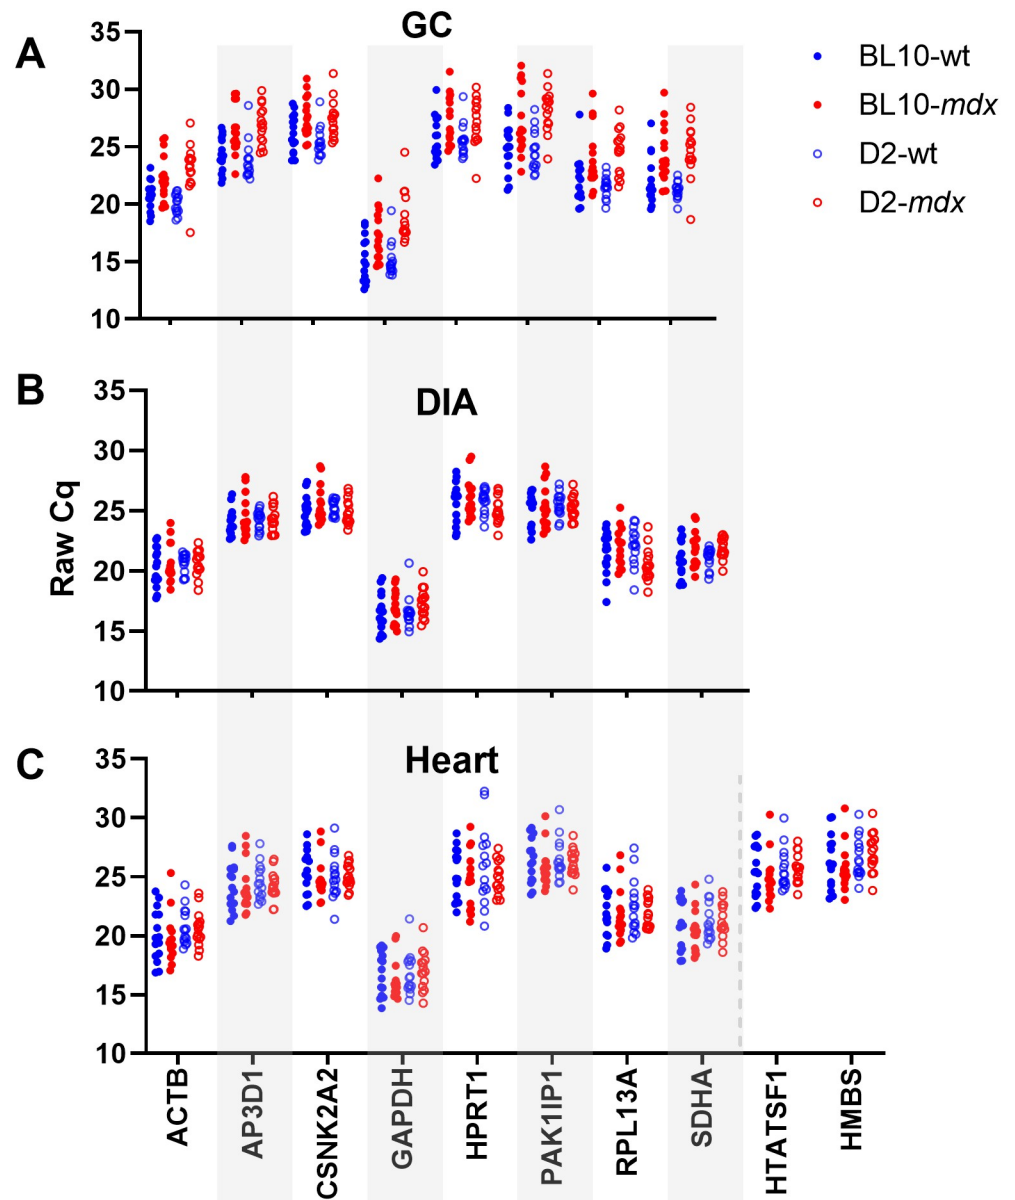 A
GC
35
30
25
20
15
10
BL10-wt
BL10-mdx
D2-wt
D2-mdx
B
DIA
35
30
25
20
15
10
Raw Cq
C
Heart
35
30
25
20
15
10
ACTB
AP3D1
CSNK2A2
GAPDH
HPRT1
PAK1IP1
RPL13A
SDHA
HTATSF1
HMBS